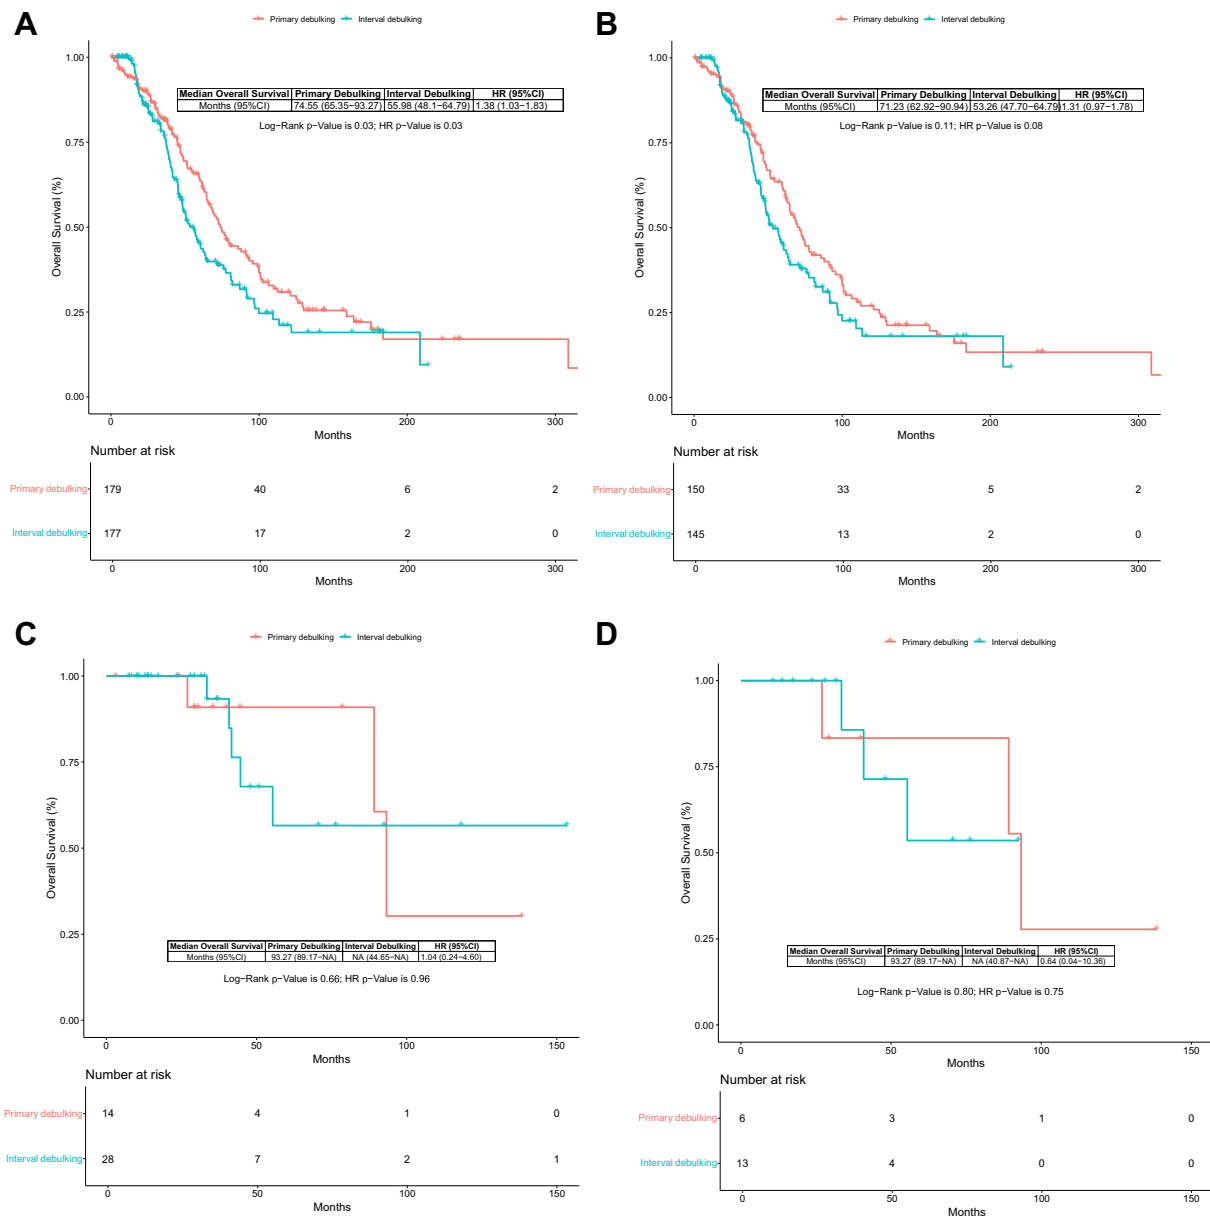 A
Primary debulking Interval debulking
1.00
0.75
0.50
0.25
0.00
Overall Survival (%)
Median Overall Survival Primary Debulking Interval Debulking HR (95%CI)
Months (95%CI) 74.55 (65.35−93.27) 55.98 (48.1−64.79) 1.38 (1.03−1.83)
Log−Rank p−Value is 0.03; HR p−Value is 0.03
0 100 200 300
Months
Number at risk
Primary debulking 179 40 6 2
Interval debulking 177 17 2 0
0 100 200 300
Months
B
Primary debulking Interval debulking
1.00
0.75
0.50
0.25
0.00
Overall Survival (%)
Median Overall Survival Primary Debulking Interval Debulking HR (95%CI)
Months (95%CI) 71.23 (62.92−90.94) 53.26 (47.70−64.79) 1.31 (0.97−1.78)
Log−Rank p−Value is 0.11; HR p−Value is 0.08
0 100 200 300
Months
Number at risk
Primary debulking 150 33 5 2
Interval debulking 145 13 2 0
0 100 200 300
Months
C
Primary debulking Interval debulking
1.00
0.75
0.50
0.25
0.00
Overall Survival (%)
Median Overall Survival Primary Debulking Interval Debulking HR (95%CI)
Months (95%CI) 93.27 (89.17−NA) NA (44.65−NA) 1.04 (0.24−4.60)
Log−Rank p−Value is 0.66; HR p−Value is 0.96
0 50 100 150
Months
Number at risk
Primary debulking 14 4 1 0
Interval debulking 28 7 2 1
0 50 100 150
Months
D
Primary debulking Interval debulking
1.00
0.75
0.50
0.25
0.00
Overall Survival (%)
Median Overall Survival Primary Debulking Interval Debulking HR (95%CI)
Months (95%CI) 93.27 (89.17−NA) NA (40.87−NA) 0.64 (0.04−10.36)
Log−Rank p−Value is 0.80; HR p−Value is 0.75
0 50 100 150
Months
Number at risk
Primary debulking 6 3 1 0
Interval debulking 13 4 0 0
0 50 100 150
Months